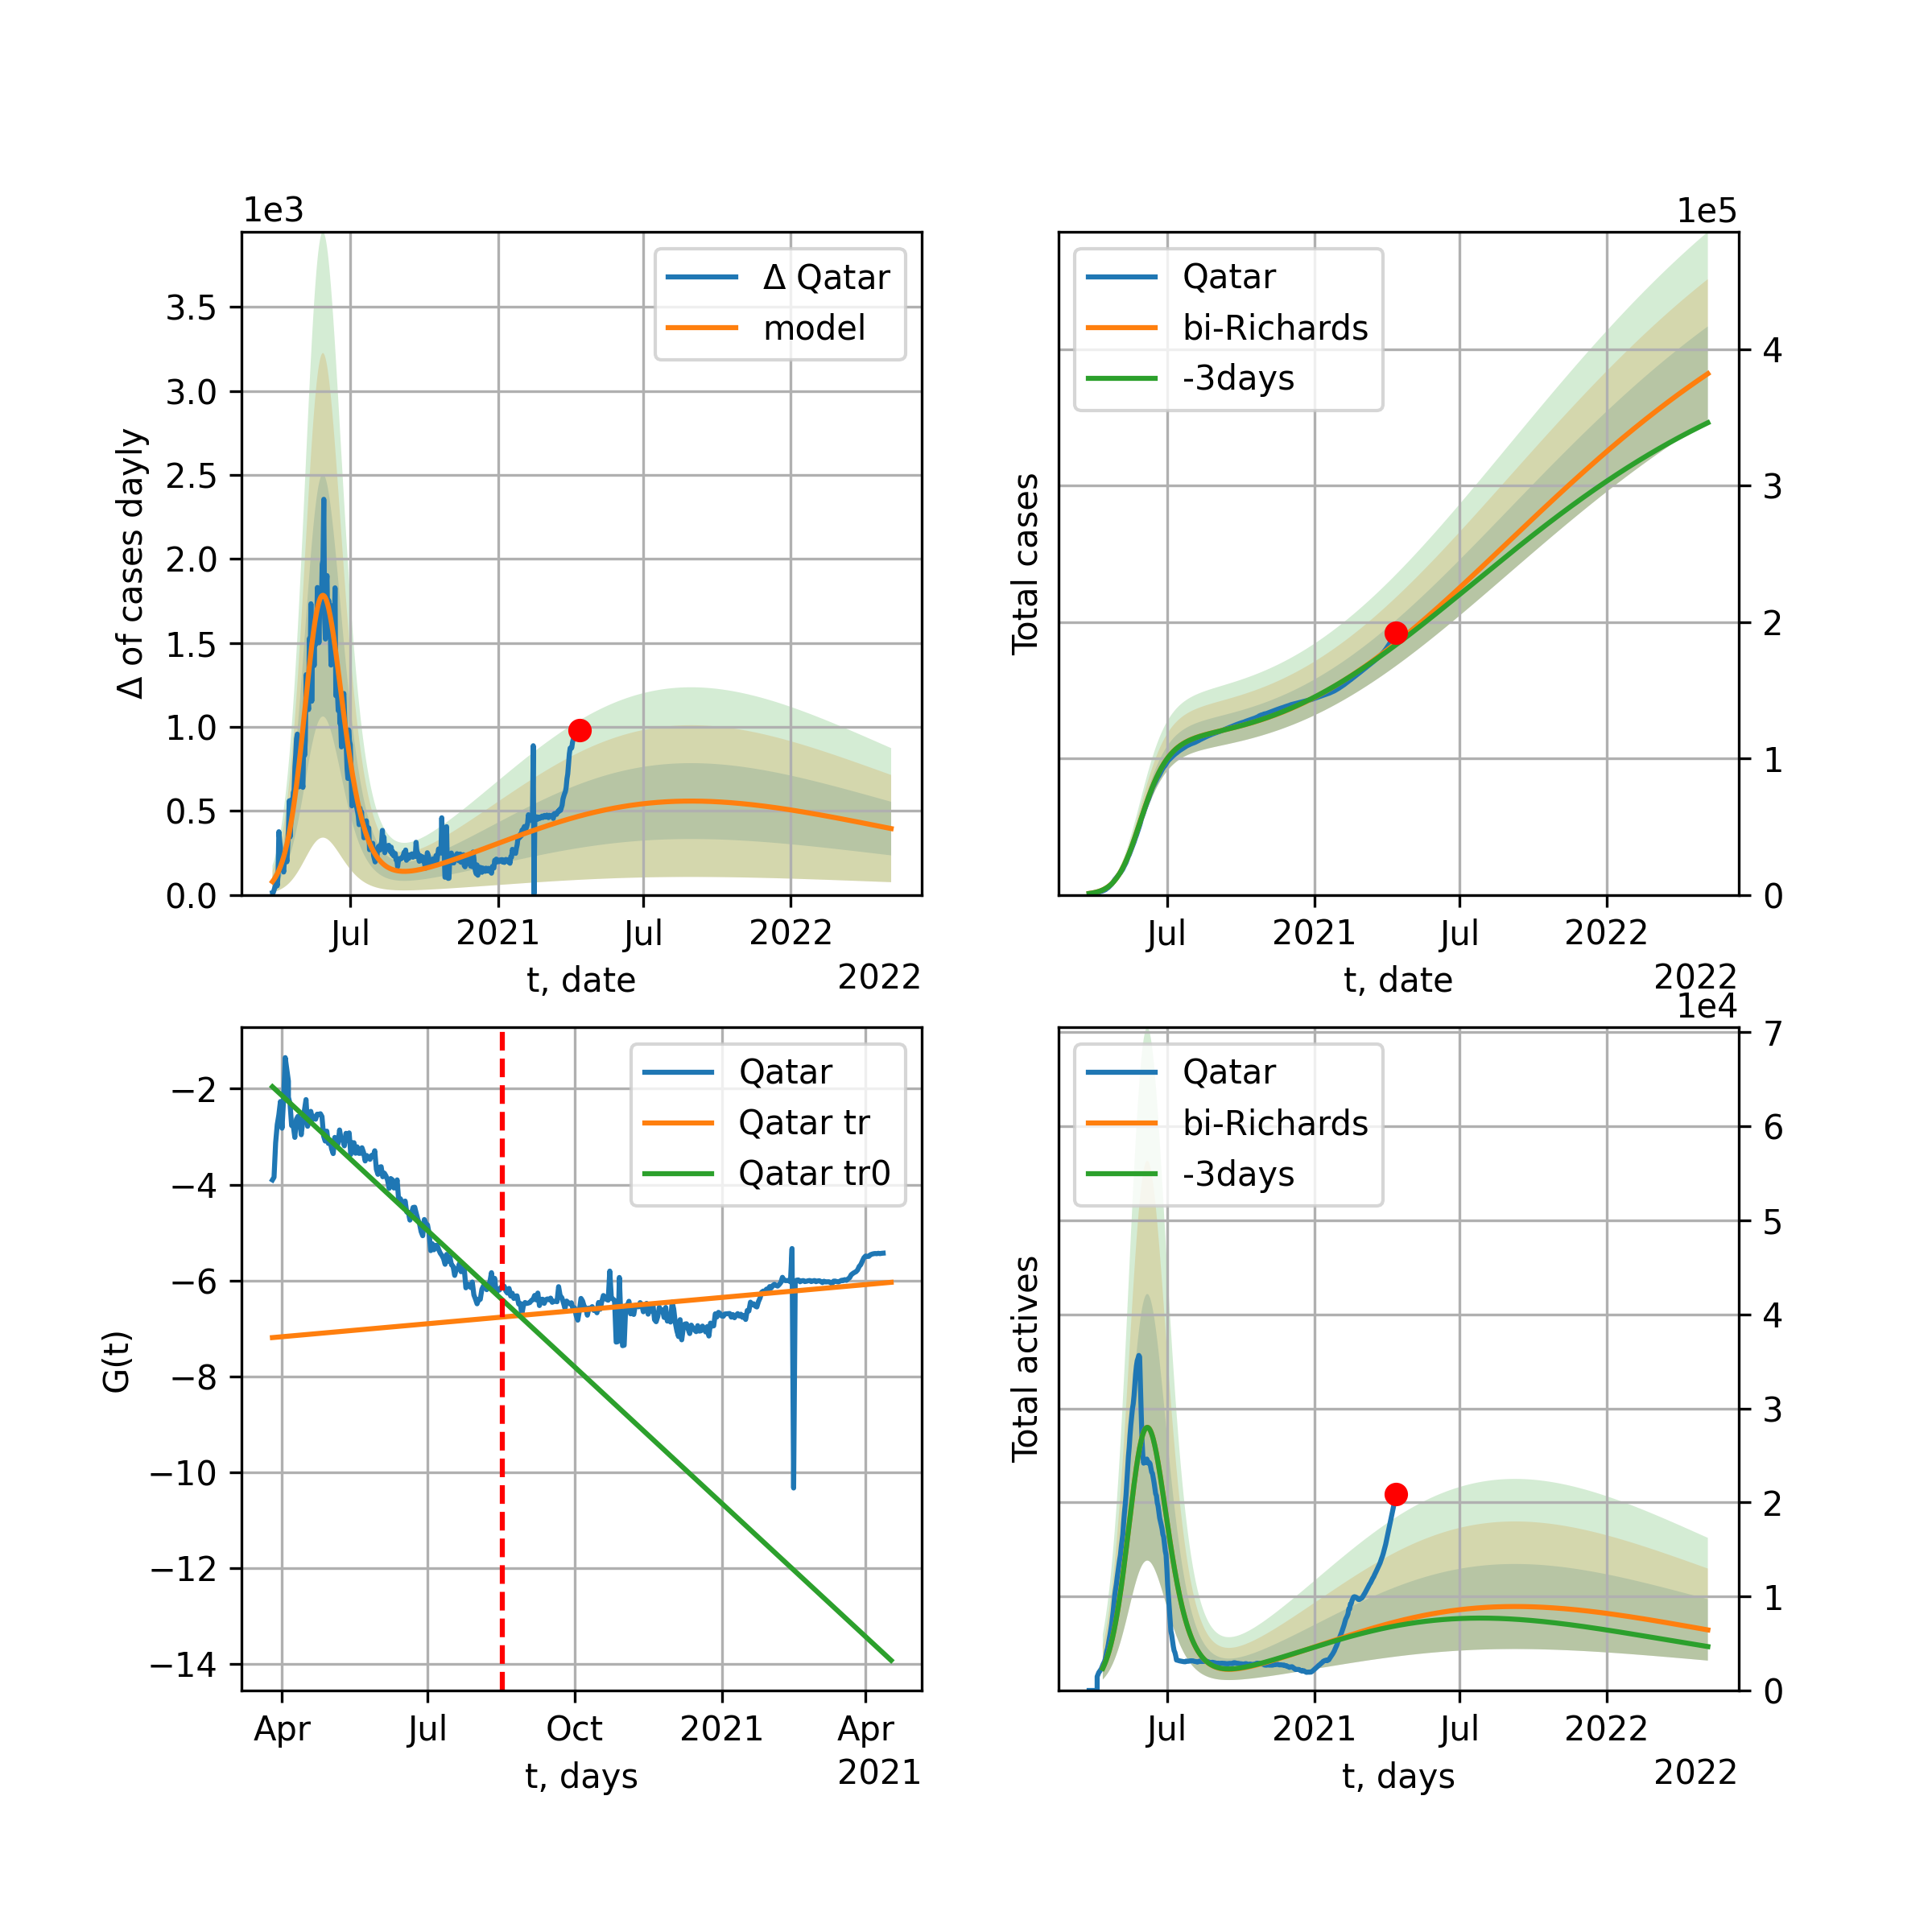 1e3
3.5
3.0
2.5
2.0
1.5
1.0
0.5
0.0
Δ of cases dayly
Δ Qatar
model
Jul
2021
Jul
2022
t, date
2022
1e5
Qatar
bi-Richards
-3days
Total cases
4
3
2
1
0
Jul
2021
Jul
2022
t, date
2022
−2
−4
−6
−8
−10
−12
−14
G(t)
Qatar
Qatar tr
Qatar tr0
Apr
Jul
Oct
2021
Apr
t, days
2021
1e4
Qatar
bi-Richards
-3days
Total actives
7
6
5
4
3
2
1
0
Jul
2021
Jul
2022
t, days
2022